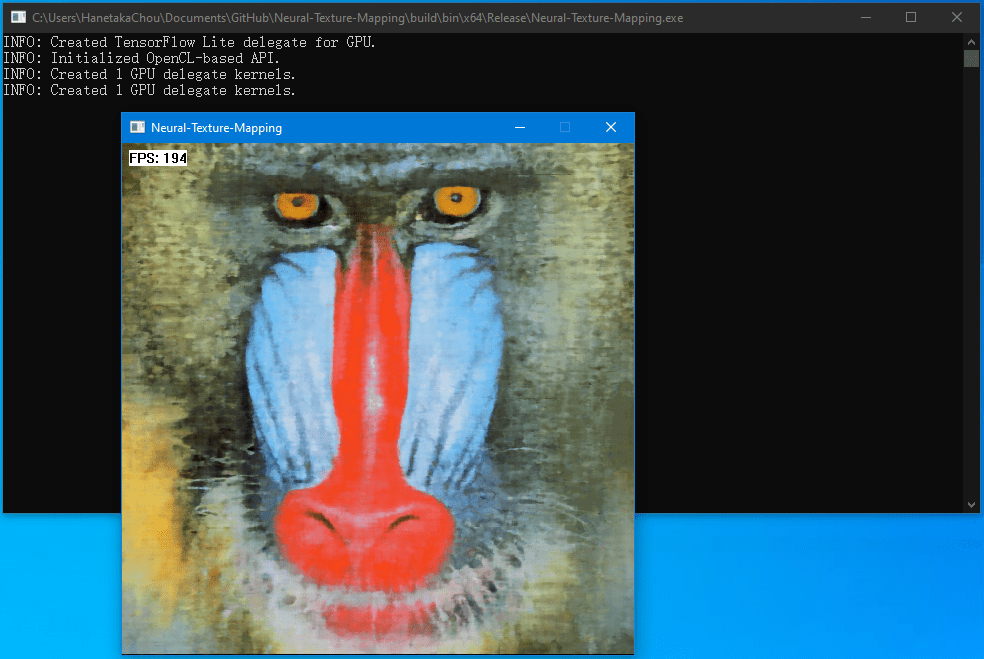 C:\Users\HanetakaChou\Documents\GitHub\Neural-Texture-Mapping\build\bin\x64\Release\Neural-Texture-Mapping.exe
INFO: Created TensorFlow Lite delegate for GPU.
INFO: Initialized OpenCL-based API.
INFO: Created 1 GPU delegate kernels.
INFO: Created 1 GPU delegate kernels.
Neural-Texture-Mapping
FPS: 194